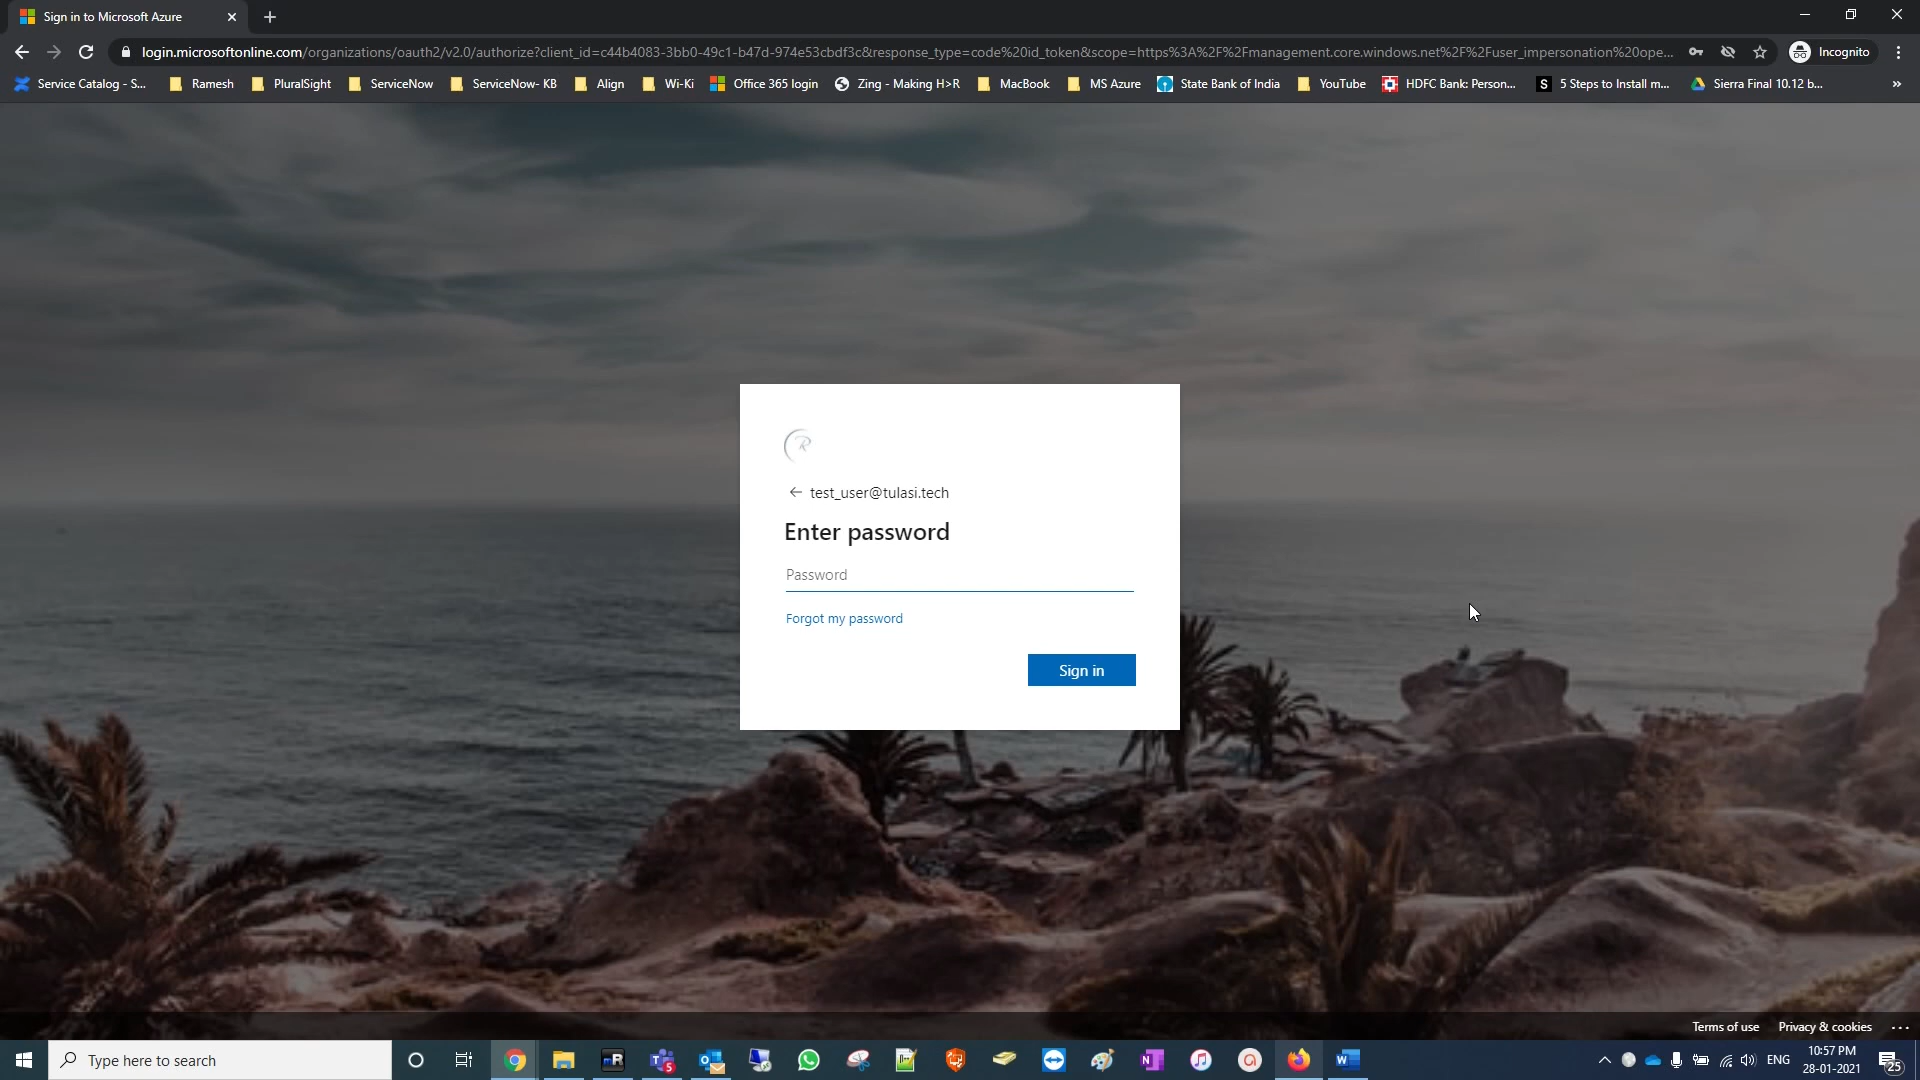 Sign in to Microsoft Azure
login.microsoftonline.com/organizations/oauth2/v2.0/authorize?client_id=c44b4083-3bb0-49c1-b47d-974e53cbdf3c&response_type=code%20id_token&scope=https%3A%2F%2Fmanagement.core.windows.net%2F%2Fuser_impersonation%20ope...
Incognito
Service Catalog - S... Ramesh PluralSight ServiceNow ServiceNow- KB Align Wi-Ki Office 365 login Zing - Making H>R MacBook MS Azure State Bank of India YouTube HDFC Bank: Person... S 5 Steps to Install m... Sierra Final 10.12 b... »
R
test_user@tulasi.tech
Enter password
Password
Forgot my password
Sign in
Terms of use Privacy & cookies ...
Type here to search
ENG
10:57 PM
28-01-2021
25